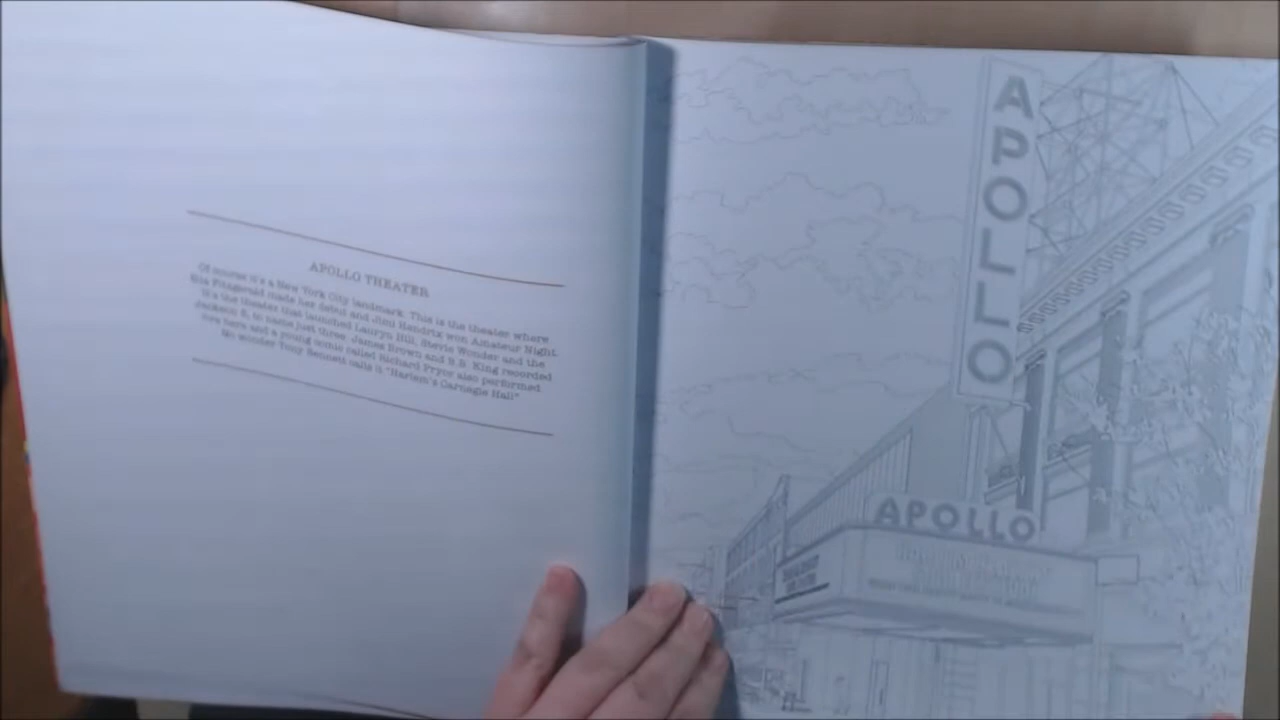 APOLLO THEATER
Of course it's a New York City landmark. This is the theater where
Ella Fitzgerald made her debut and Jimi Hendrix won Amateur Night.
It's the theater that launched Lauryn Hill, Stevie Wonder and the
Jackson 5, to name just three. James Brown and B.B. King recorded
live here and a young comic called Richard Pryor also performed
No wonder Tony Bennett calls it "Harlem's Carnegie Hall"
APOLLO
APOLLO